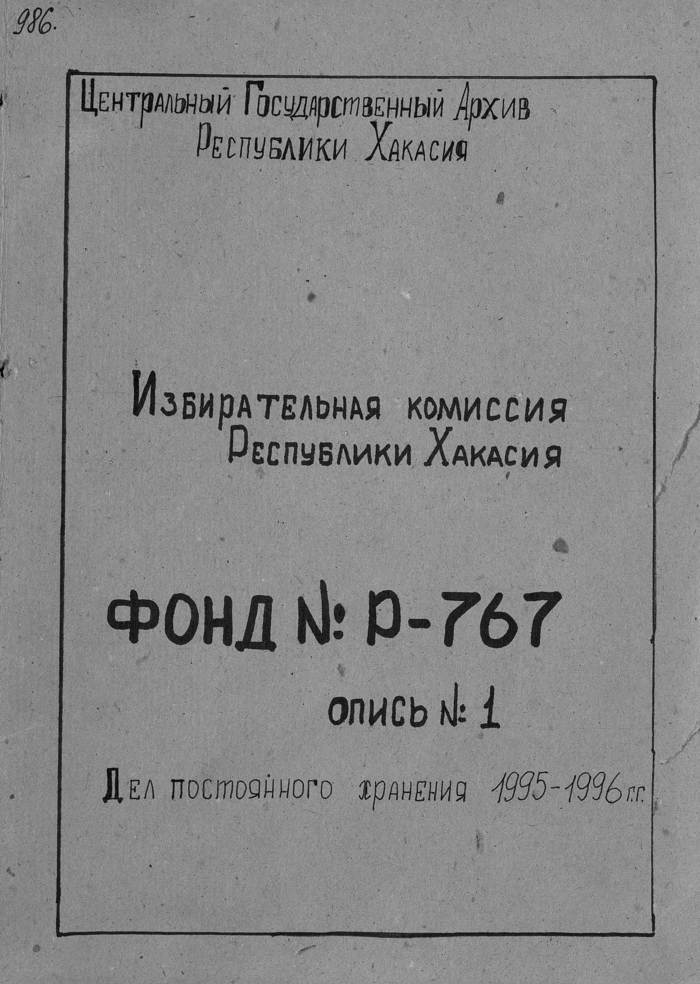 986.
Центральный Государственный Архив
Республики Хакасия
Избирательная комиссия
Республики Хакасия
ФОНД №: Р-767
опись №: 1
Дел постоянного хранения 1995-1996 г.г.